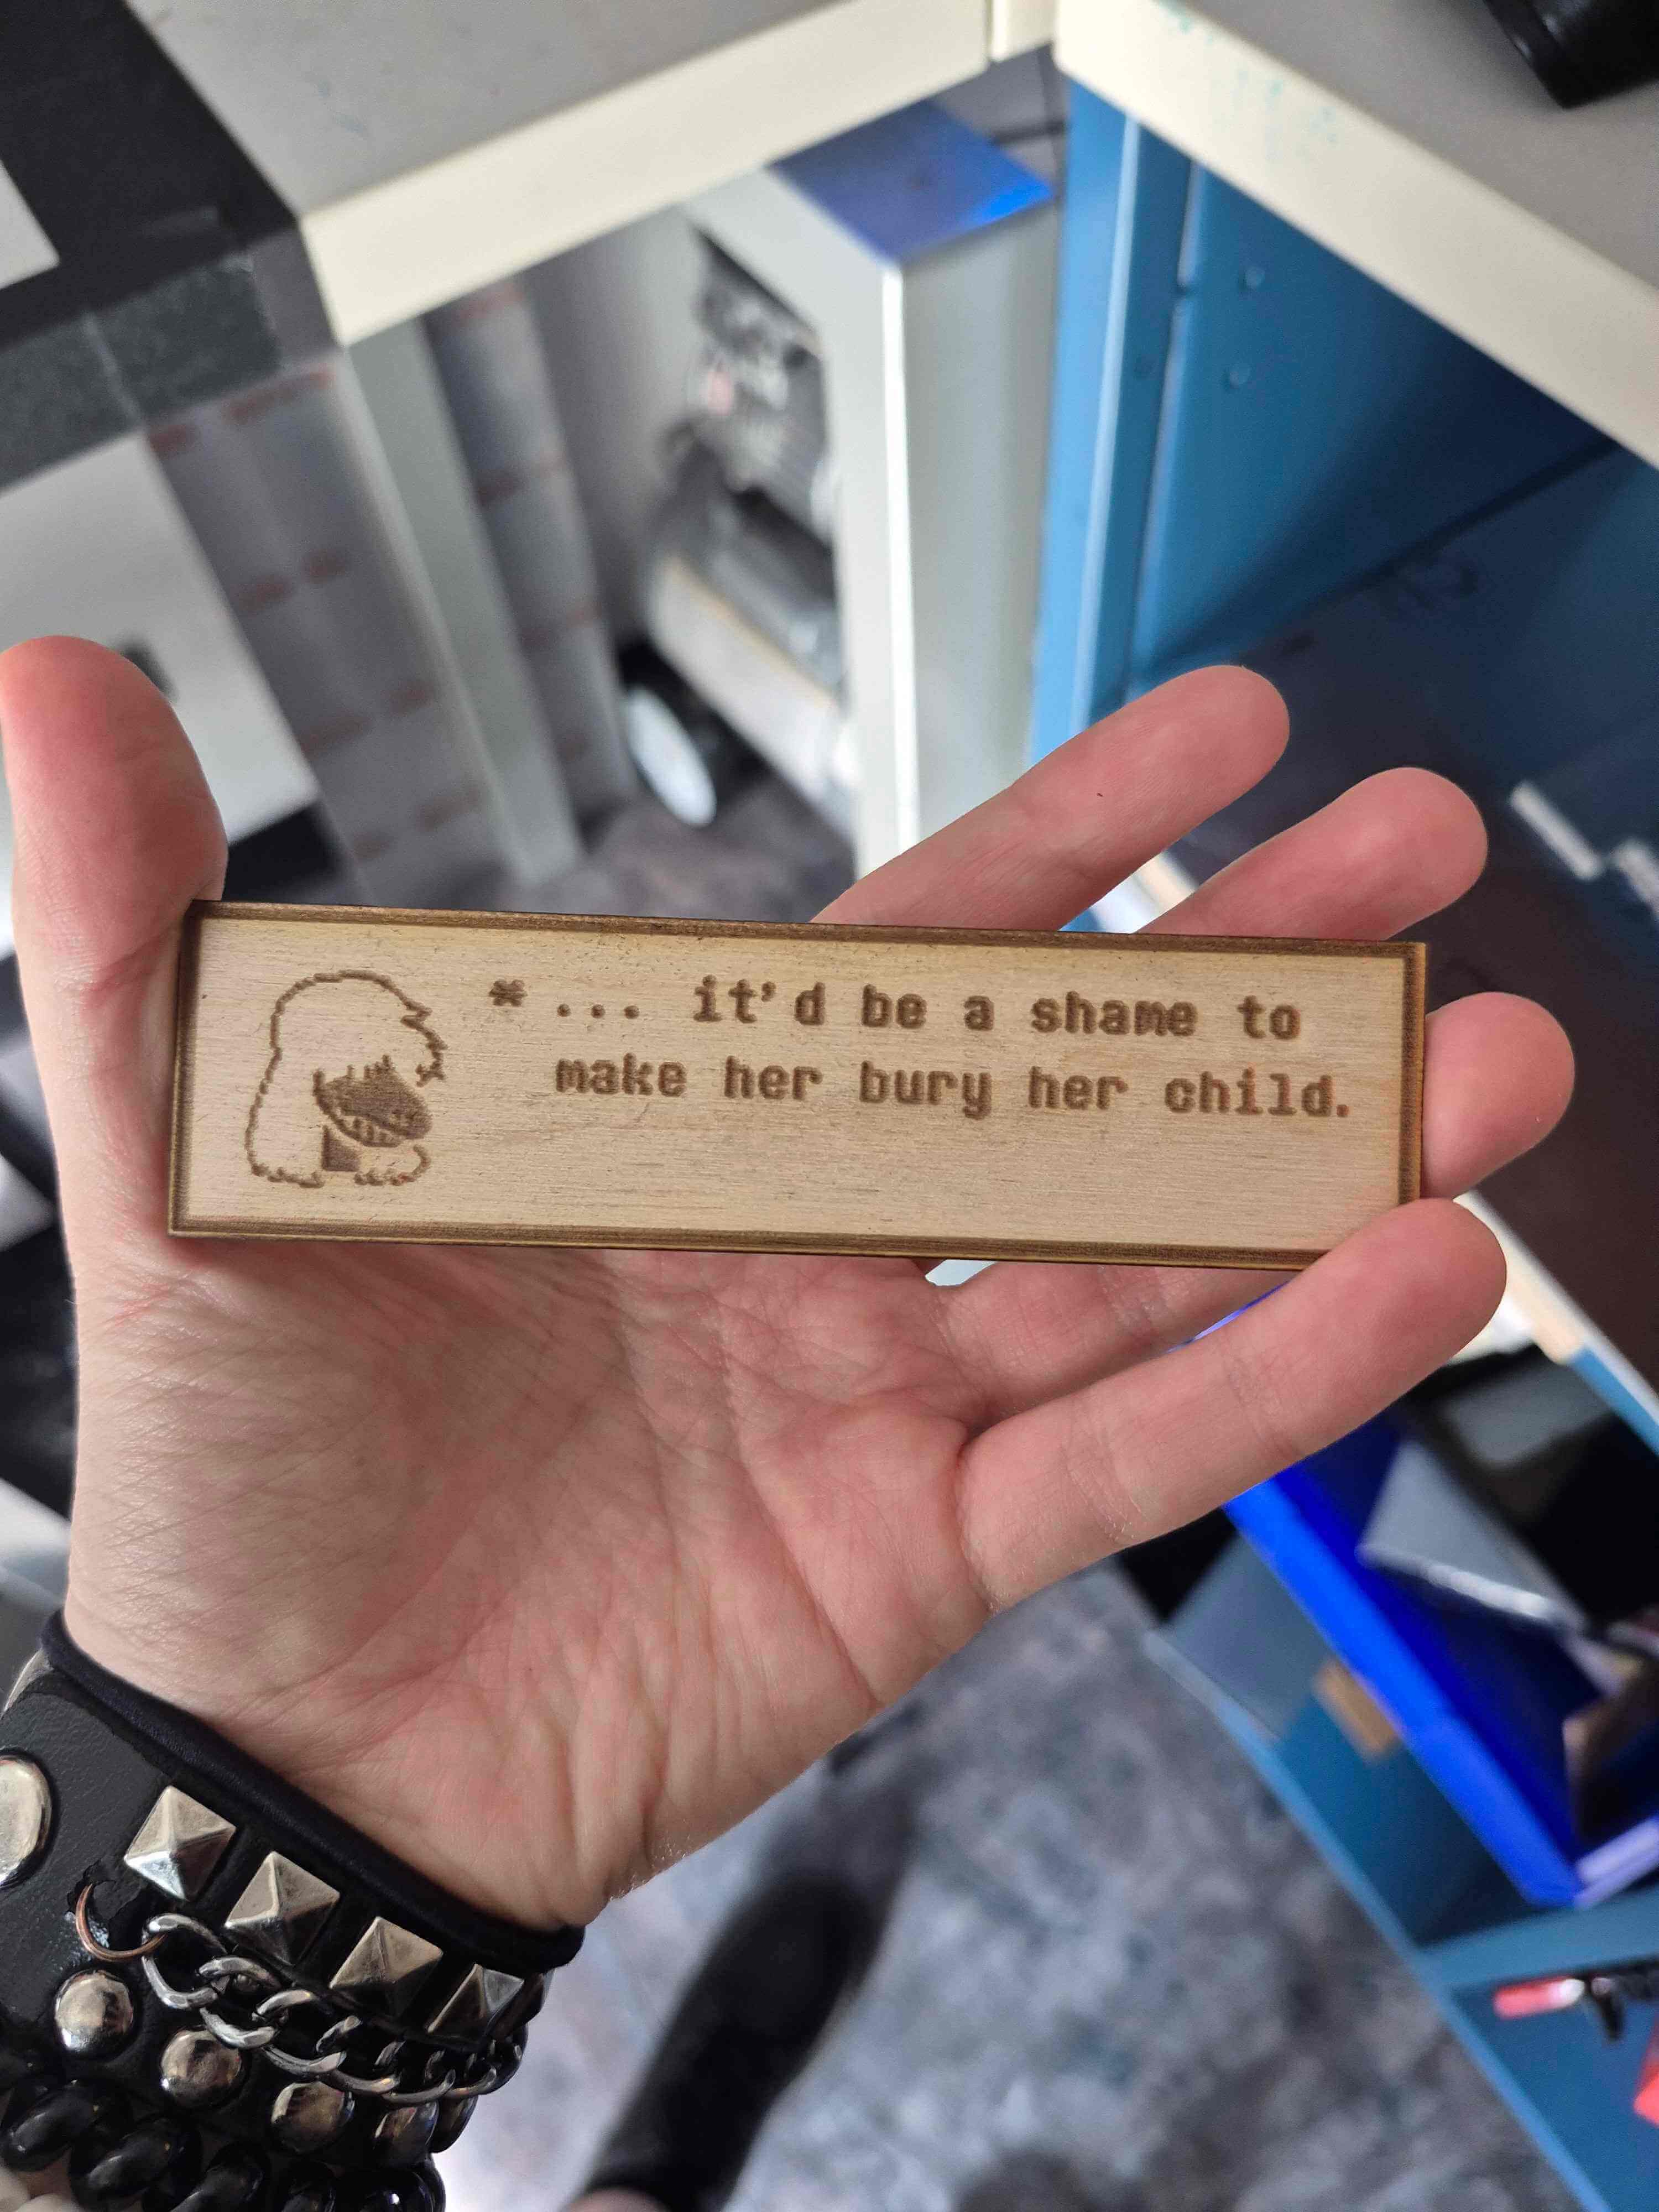 * ... it'd be a shame to
make her bury her child.